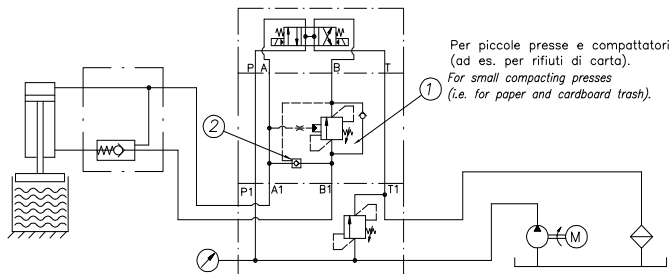 P A B T
Per piccole presse e compattatori
(ad es. per rifiuti di carta).
For small compacting presses
(i.e. for paper and cardboard trash).
1
2
P1 A1 B1 T1
M